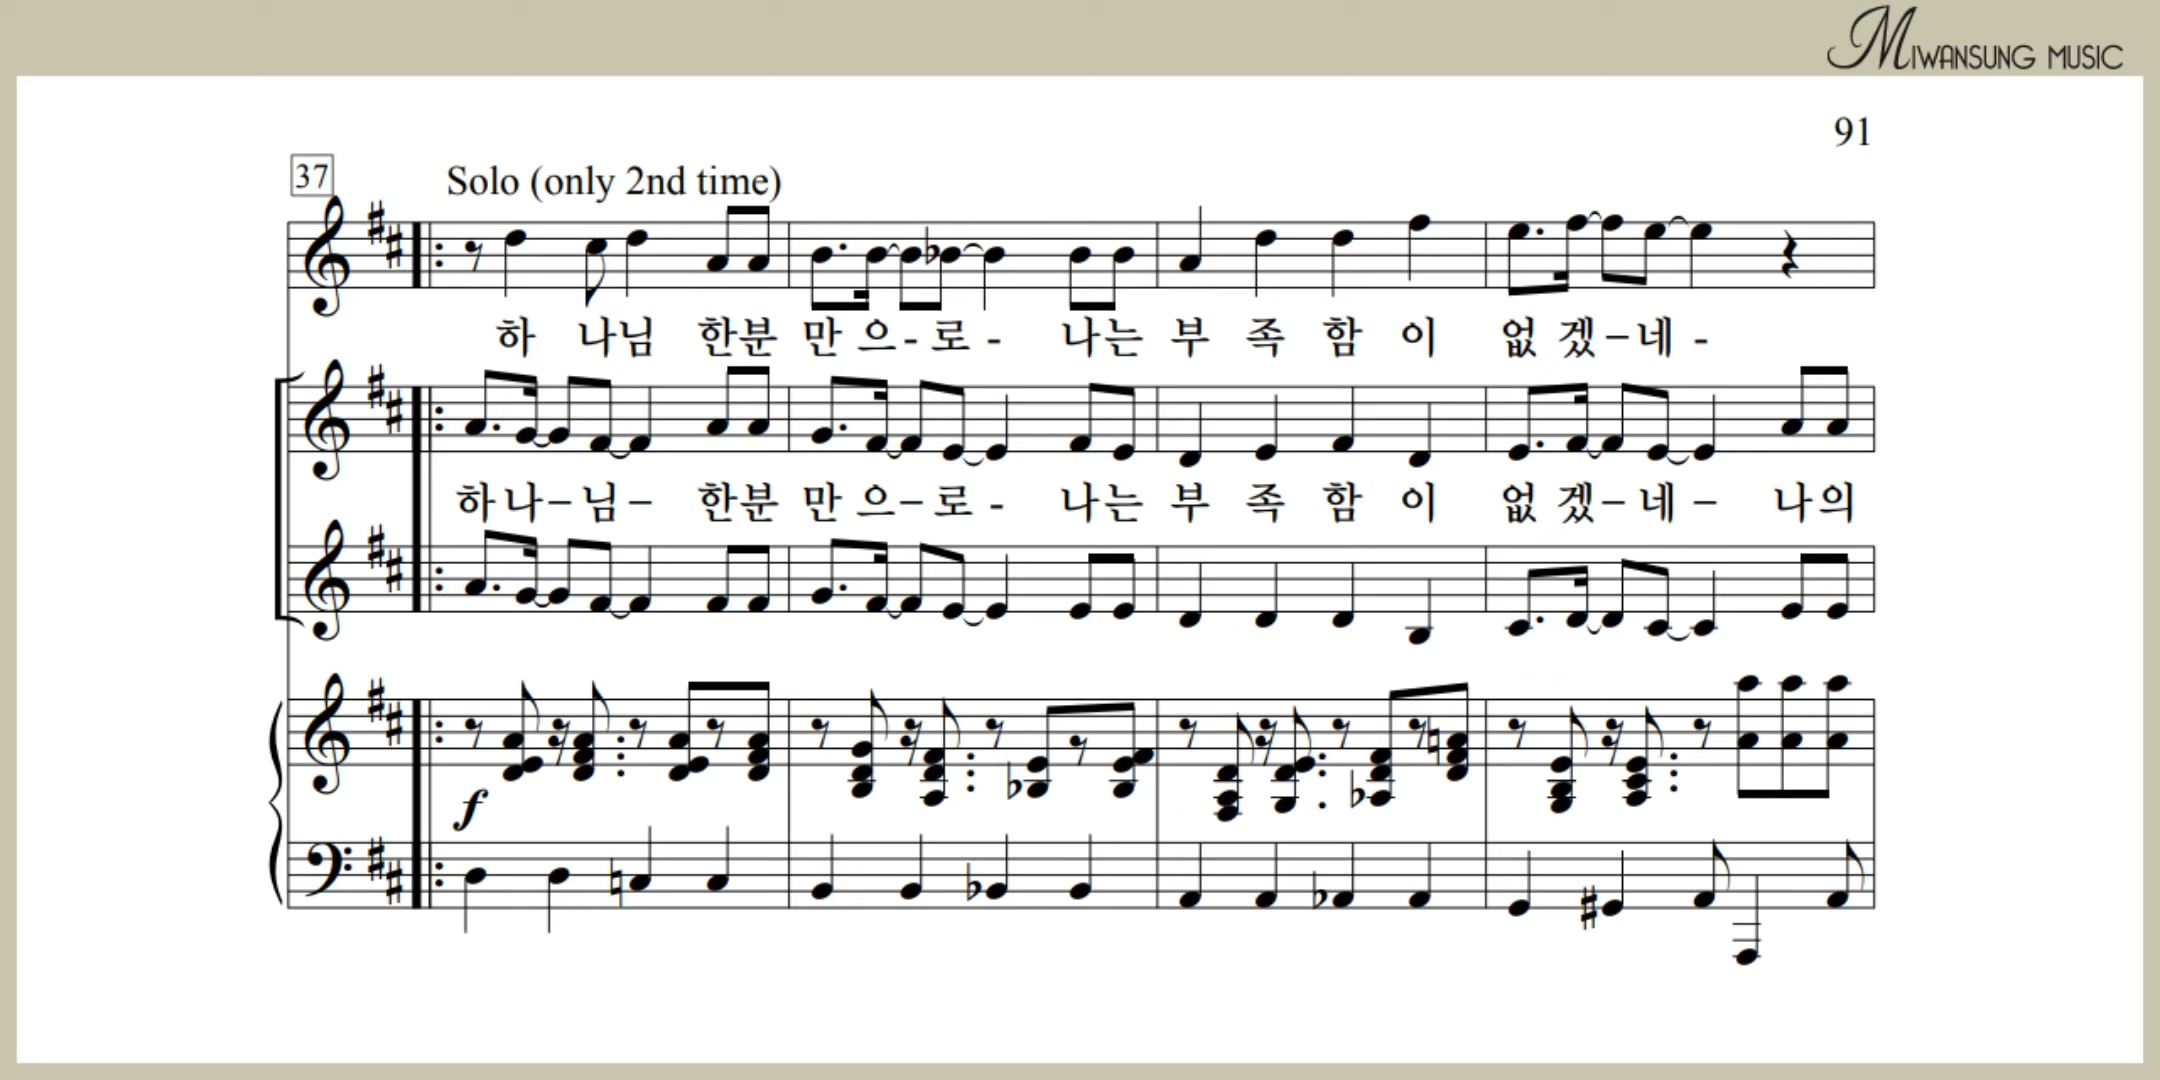 MIWANSUNG MUSIC
91
37
Solo (only 2nd time)
하 나님 한분 만 으-로- 나는 부 족 함 이 없 겠-네-
하나-님- 한분 만 으-로- 나는 부 족 함 이 없 겠-네- 나의
f